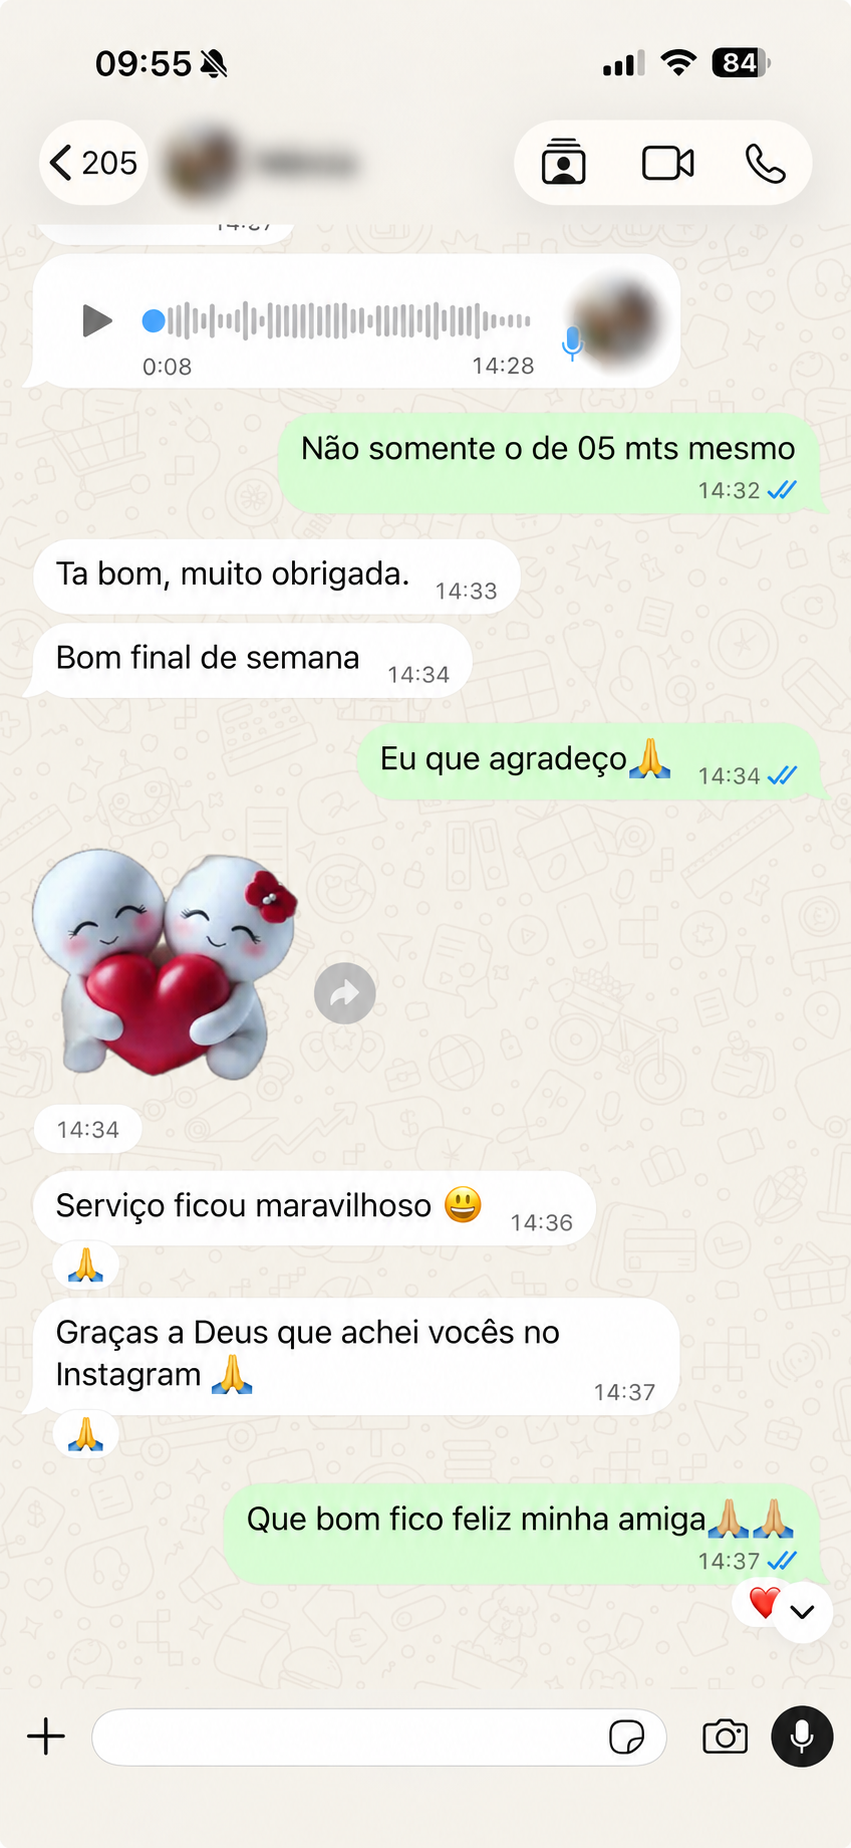 09:55
84
205
14:27
0:08
14:28
Não somente o de 05 mts mesmo
14:32
Ta bom, muito obrigada.
14:33
Bom final de semana
14:34
Eu que agradeço🙏
14:34
14:34
Serviço ficou maravilhoso 😃
14:36
🙏
Graças a Deus que achei vocês no
Instagram 🙏
14:37
🙏
Que bom fico feliz minha amiga🙏🏼🙏🏼
14:37
❤️